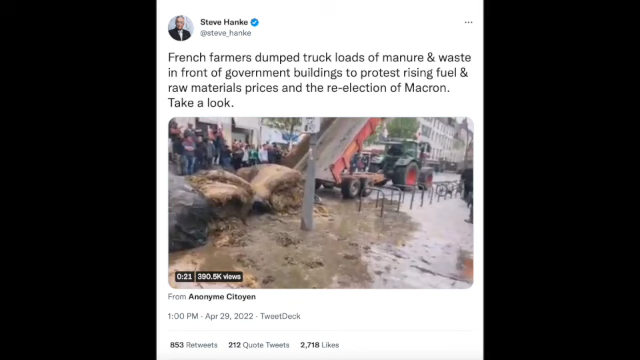 Steve Hanke
@steve_hanke
French farmers dumped truck loads of manure & waste
in front of government buildings to protest rising fuel &
raw materials prices and the re-election of Macron.
Take a look.
0:21 390.5K views
From Anonyme Citoyen
1:00 PM · Apr 29, 2022 · TweetDeck
853 Retweets 212 Quote Tweets 2,718 Likes